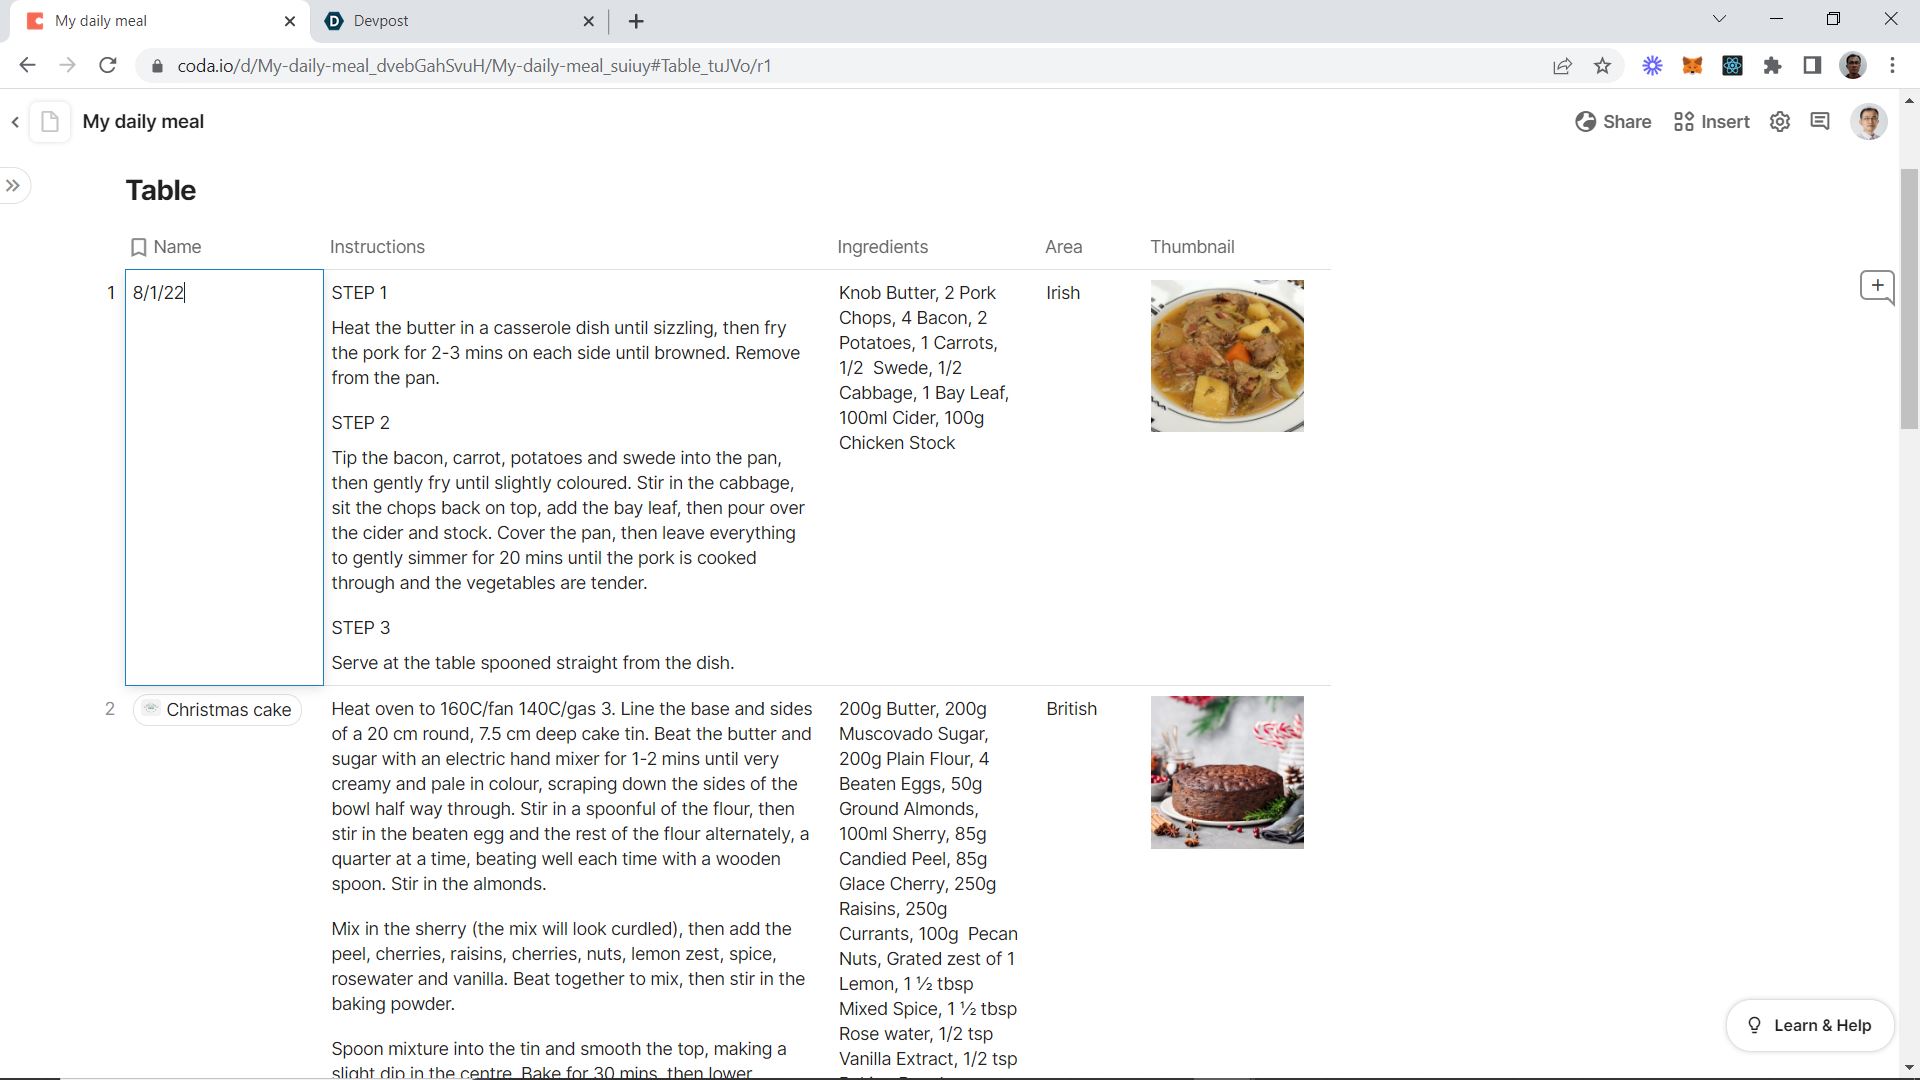 My daily meal
Devpost
coda.io/d/My-daily-meal_dvebGahSvuH/My-daily-meal_suiuy#Table_tuJVo/r1
My daily meal
Share
Insert
Table
Name
Instructions
Ingredients
Area
Thumbnail
1
8/1/22
STEP 1
Heat the butter in a casserole dish until sizzling, then fry
the pork for 2-3 mins on each side until browned. Remove
from the pan.
STEP 2
Tip the bacon, carrot, potatoes and swede into the pan,
then gently fry until slightly coloured. Stir in the cabbage,
sit the chops back on top, add the bay leaf, then pour over
the cider and stock. Cover the pan, then leave everything
to gently simmer for 20 mins until the pork is cooked
through and the vegetables are tender.
STEP 3
Serve at the table spooned straight from the dish.
Knob Butter, 2 Pork
Chops, 4 Bacon, 2
Potatoes, 1 Carrots,
1/2  Swede, 1/2
Cabbage, 1 Bay Leaf,
100ml Cider, 100g
Chicken Stock
Irish
2
Christmas cake
Heat oven to 160C/fan 140C/gas 3. Line the base and sides
of a 20 cm round, 7.5 cm deep cake tin. Beat the butter and
sugar with an electric hand mixer for 1-2 mins until very
creamy and pale in colour, scraping down the sides of the
bowl half way through. Stir in a spoonful of the flour, then
stir in the beaten egg and the rest of the flour alternately, a
quarter at a time, beating well each time with a wooden
spoon. Stir in the almonds.
Mix in the sherry (the mix will look curdled), then add the
peel, cherries, raisins, cherries, nuts, lemon zest, spice,
rosewater and vanilla. Beat together to mix, then stir in the
baking powder.
Spoon mixture into the tin and smooth the top, making a
slight dip in the centre. Bake for 30 mins, then lower
200g Butter, 200g
Muscovado Sugar,
200g Plain Flour, 4
Beaten Eggs, 50g
Ground Almonds,
100ml Sherry, 85g
Candied Peel, 85g
Glace Cherry, 250g
Raisins, 250g
Currants, 100g  Pecan
Nuts, Grated zest of 1
Lemon, 1 ½ tbsp
Mixed Spice, 1 ½ tbsp
Rose water, 1/2 tsp
Vanilla Extract, 1/2 tsp
British
Learn & Help